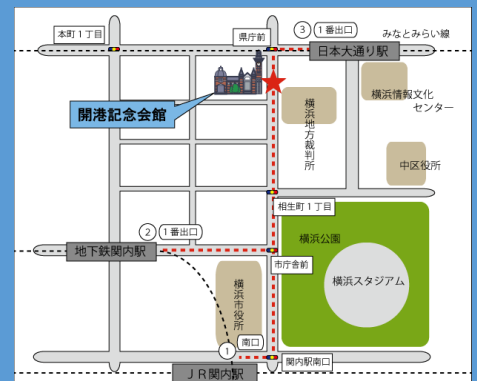 本町１丁目
県庁前
③
１番出口
みなとみらい線
日本大通り駅
開港記念会館
横浜地方裁判所
横浜情報文化
センター
中区役所
相生町１丁目
②
１番出口
地下鉄関内駅
市庁舎前
横浜公園
横浜スタジアム
横浜市役所
①
南口
関内駅南口
ＪＲ関内駅